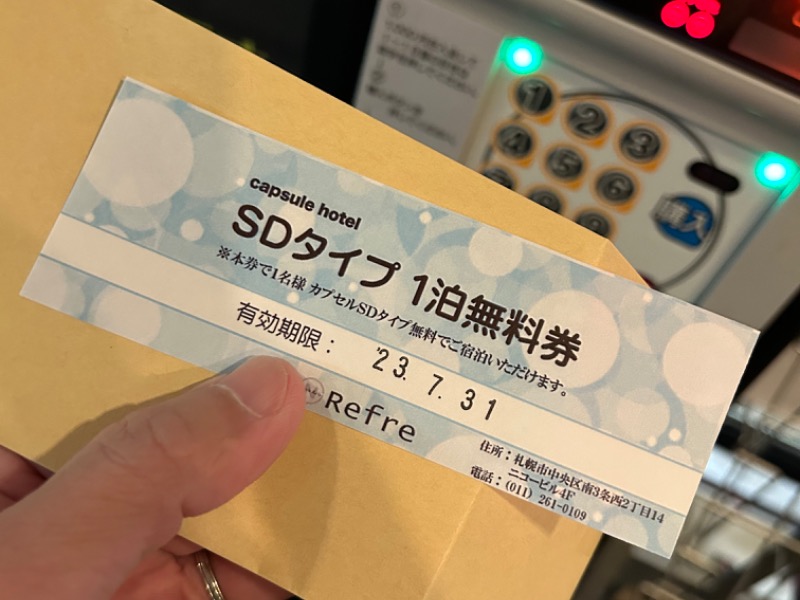 capsule hotel
SDタイプ 1泊無料券
※本券で1名様 カプセルSDタイプ無料でご宿泊いただけます。
有効期限： '23. 7. 31
Refre
住所：札幌市中央区南3条西2丁目14
ニコービル4F
電話：(011) 261-0109
①
②
1 2 3
4 5 6
購入